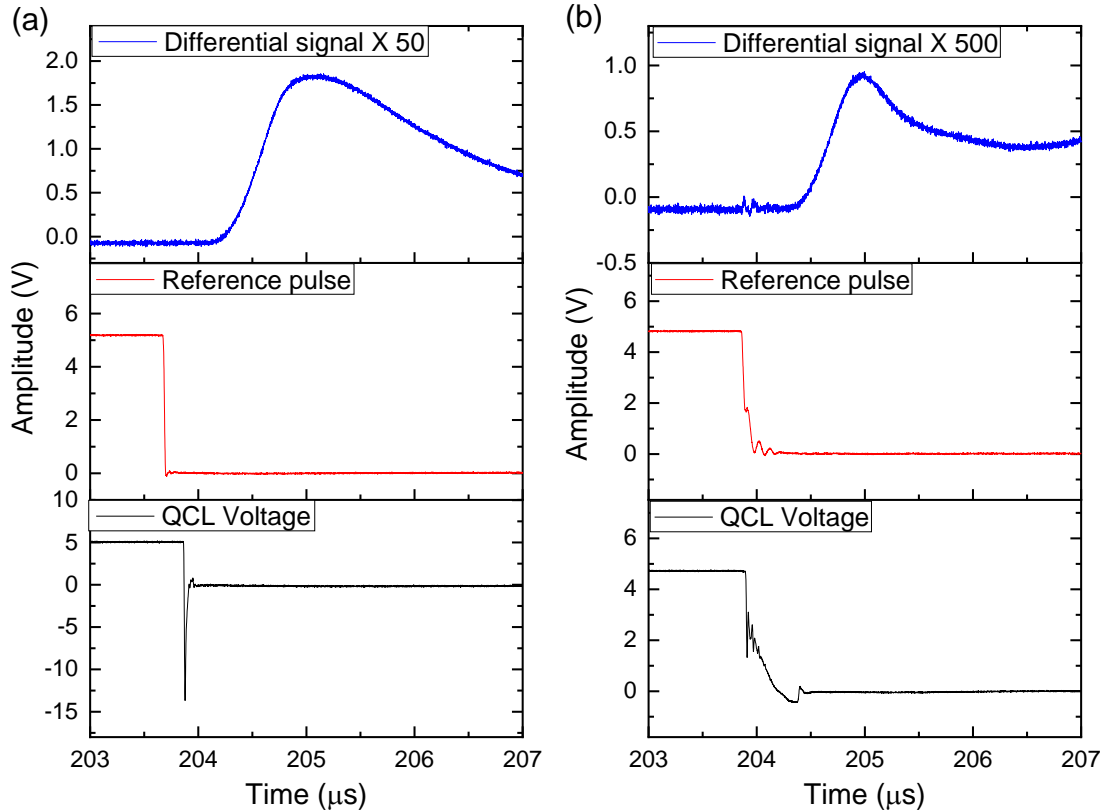 (a)
Differential signal X 50
2.0
1.5
1.0
0.5
0.0
Reference pulse
6
4
2
0
Amplitude (V)
QCL Voltage
10
5
0
-5
-10
-15
203 204 205 206 207
Time (μs)
(b)
Differential signal X 500
1.0
0.5
0.0
-0.5
Reference pulse
6
4
2
0
Amplitude (V)
QCL Voltage
6
4
2
0
203 204 205 206 207
Time (μs)